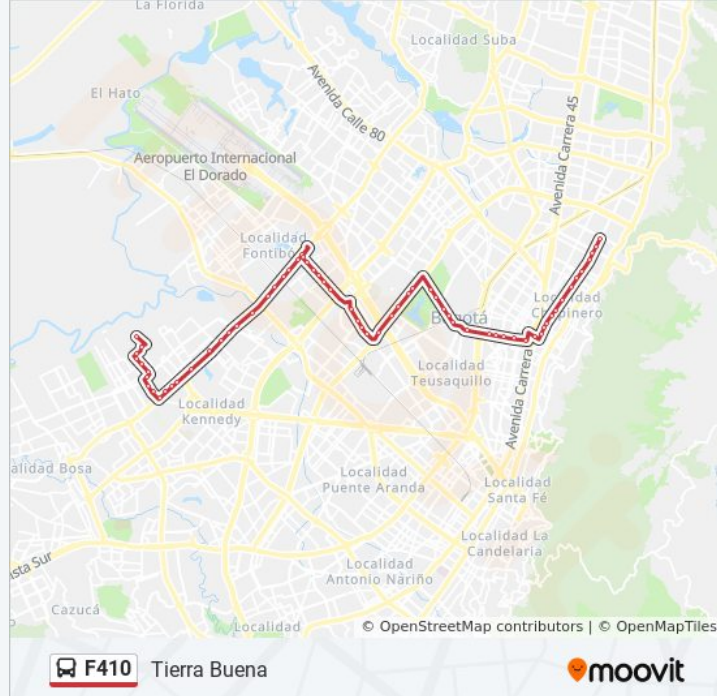 La Florida
Localidad Suba
El Hato
Avenida Calle 80
Avenida Carrera 45
Aeropuerto Internacional
El Dorado
Localidad
Fontibón
Localidad
Chapinero
Bogotá
Localidad
Teusaquillo
Avenida Carrera
Localidad
Kennedy
alidad Bosa
Localidad
Puente Aranda
Localidad
Santa Fé
Localidad La
Candelaria
ista Sur
Localidad
Antonio Nariño
Cazucá
Localidad
© OpenStreetMap contributors | © OpenMapTiles
F410 Tierra Buena
moovit